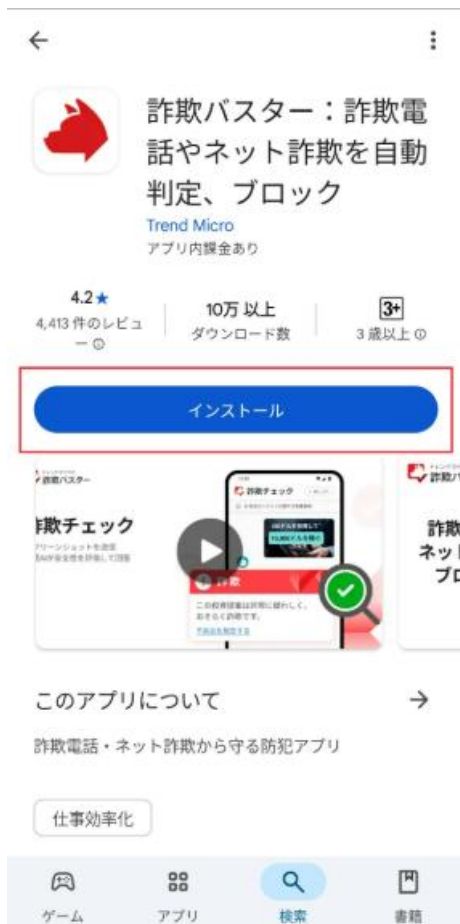 詐欺バスター：詐欺電
話やネット詐欺を自動
判定、ブロック
Trend Micro
アプリ内課金あり
4.2★
4,413 件のレビュ
ー
10万 以上
ダウンロード数
3+
3 歳以上
インストール
詐欺バスター
詐欺チェック
詐欺チェック
詐欺
この投資提案は非常に疑わしく、
おそらく詐欺です。
詐欺
ネット
ブロ
このアプリについて
詐欺電話・ネット詐欺から守る防犯アプリ
仕事効率化
ゲーム
アプリ
検索
書籍